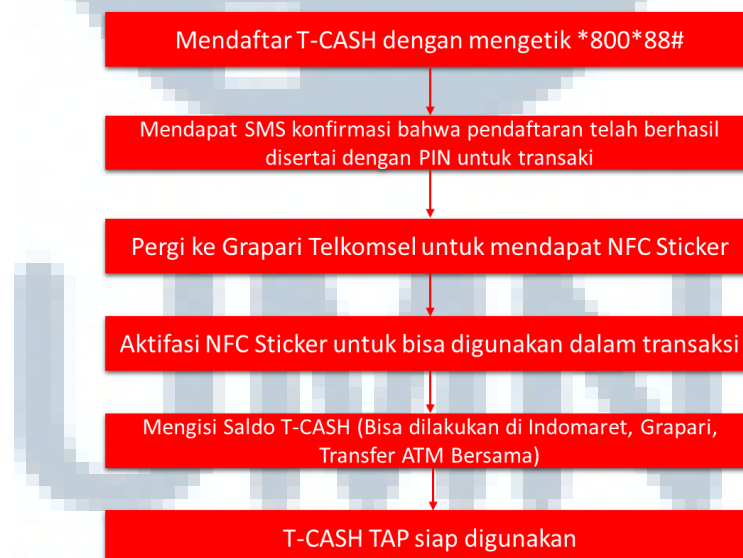 Mendaftar T-CASH dengan mengetik *800*88#
Mendapat SMS konfirmasi bahwa pendaftaran telah berhasil
disertai dengan PIN untuk transaki
Pergi ke Grapari Telkomsel untuk mendapat NFC Sticker
Aktifasi NFC Sticker untuk bisa digunakan dalam transaksi
Mengisi Saldo T-CASH (Bisa dilakukan di Indomaret, Grapari,
Transfer ATM Bersama)
T-CASH TAP siap digunakan
UMN